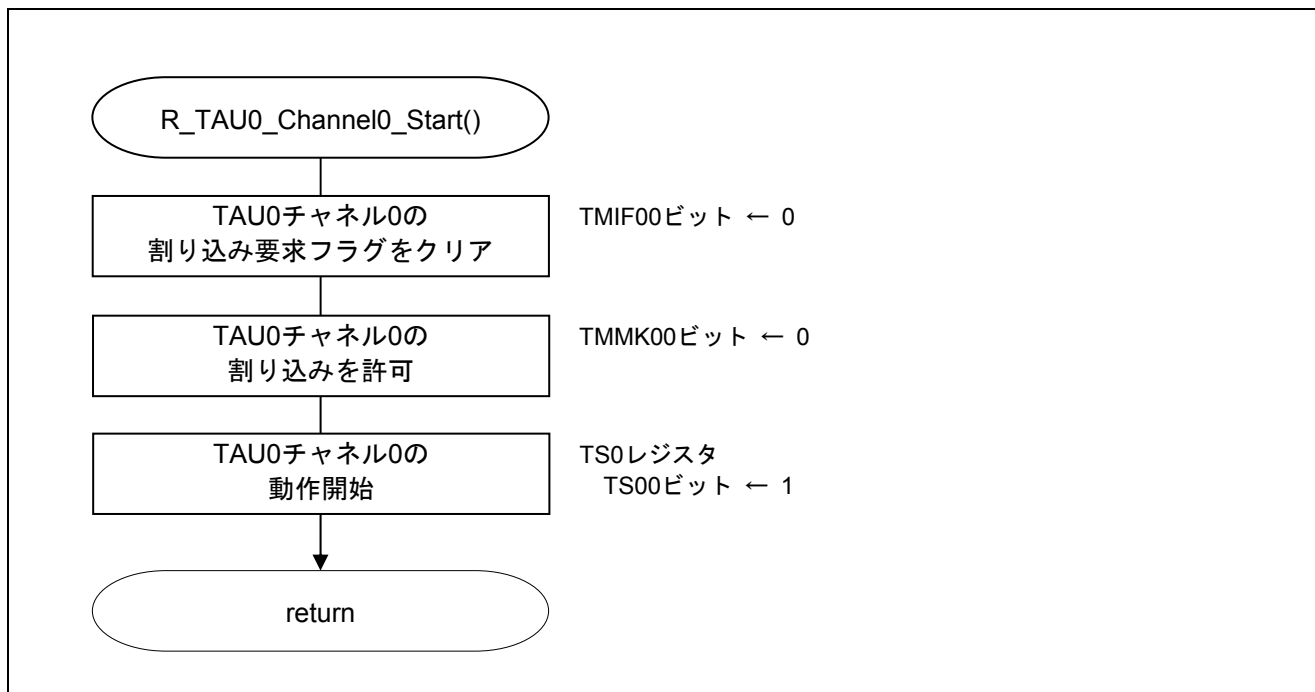 R_TAU0_Channel0_Start()
TAU0チャネル0の
割り込み要求フラグをクリア
TMIF00ビット ← 0
TAU0チャネル0の
割り込みを許可
TMMK00ビット ← 0
TAU0チャネル0の
動作開始
TS0レジスタ
TS00ビット ← 1
return